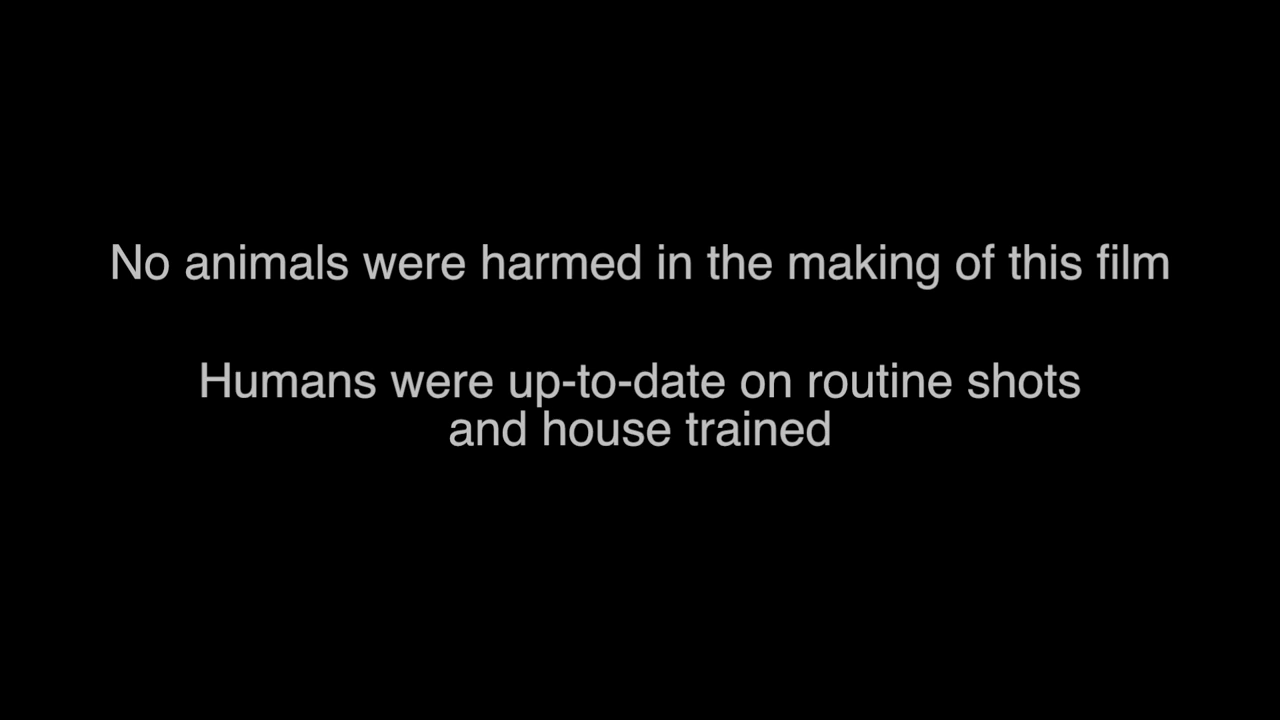 No animals were harmed in the making of this film
Humans were up-to-date on routine shots
and house trained